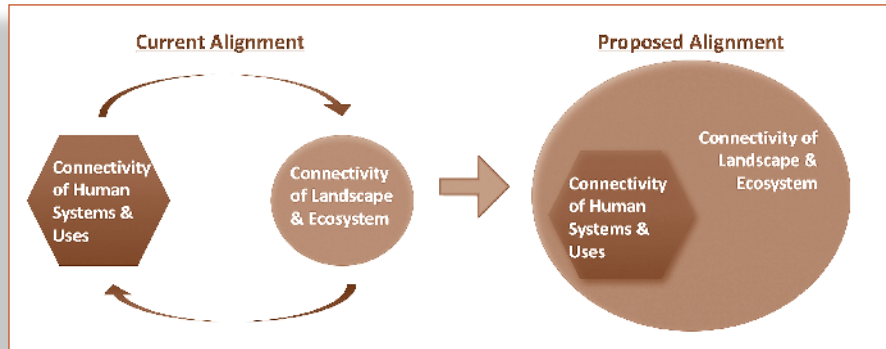 Current Alignment
Proposed Alignment
Connectivity
of Human
Systems &
Uses
Connectivity
of Landscape
& Ecosystem
Connectivity of
Landscape &
Ecosystem
Connectivity
of Human
Systems &
Uses